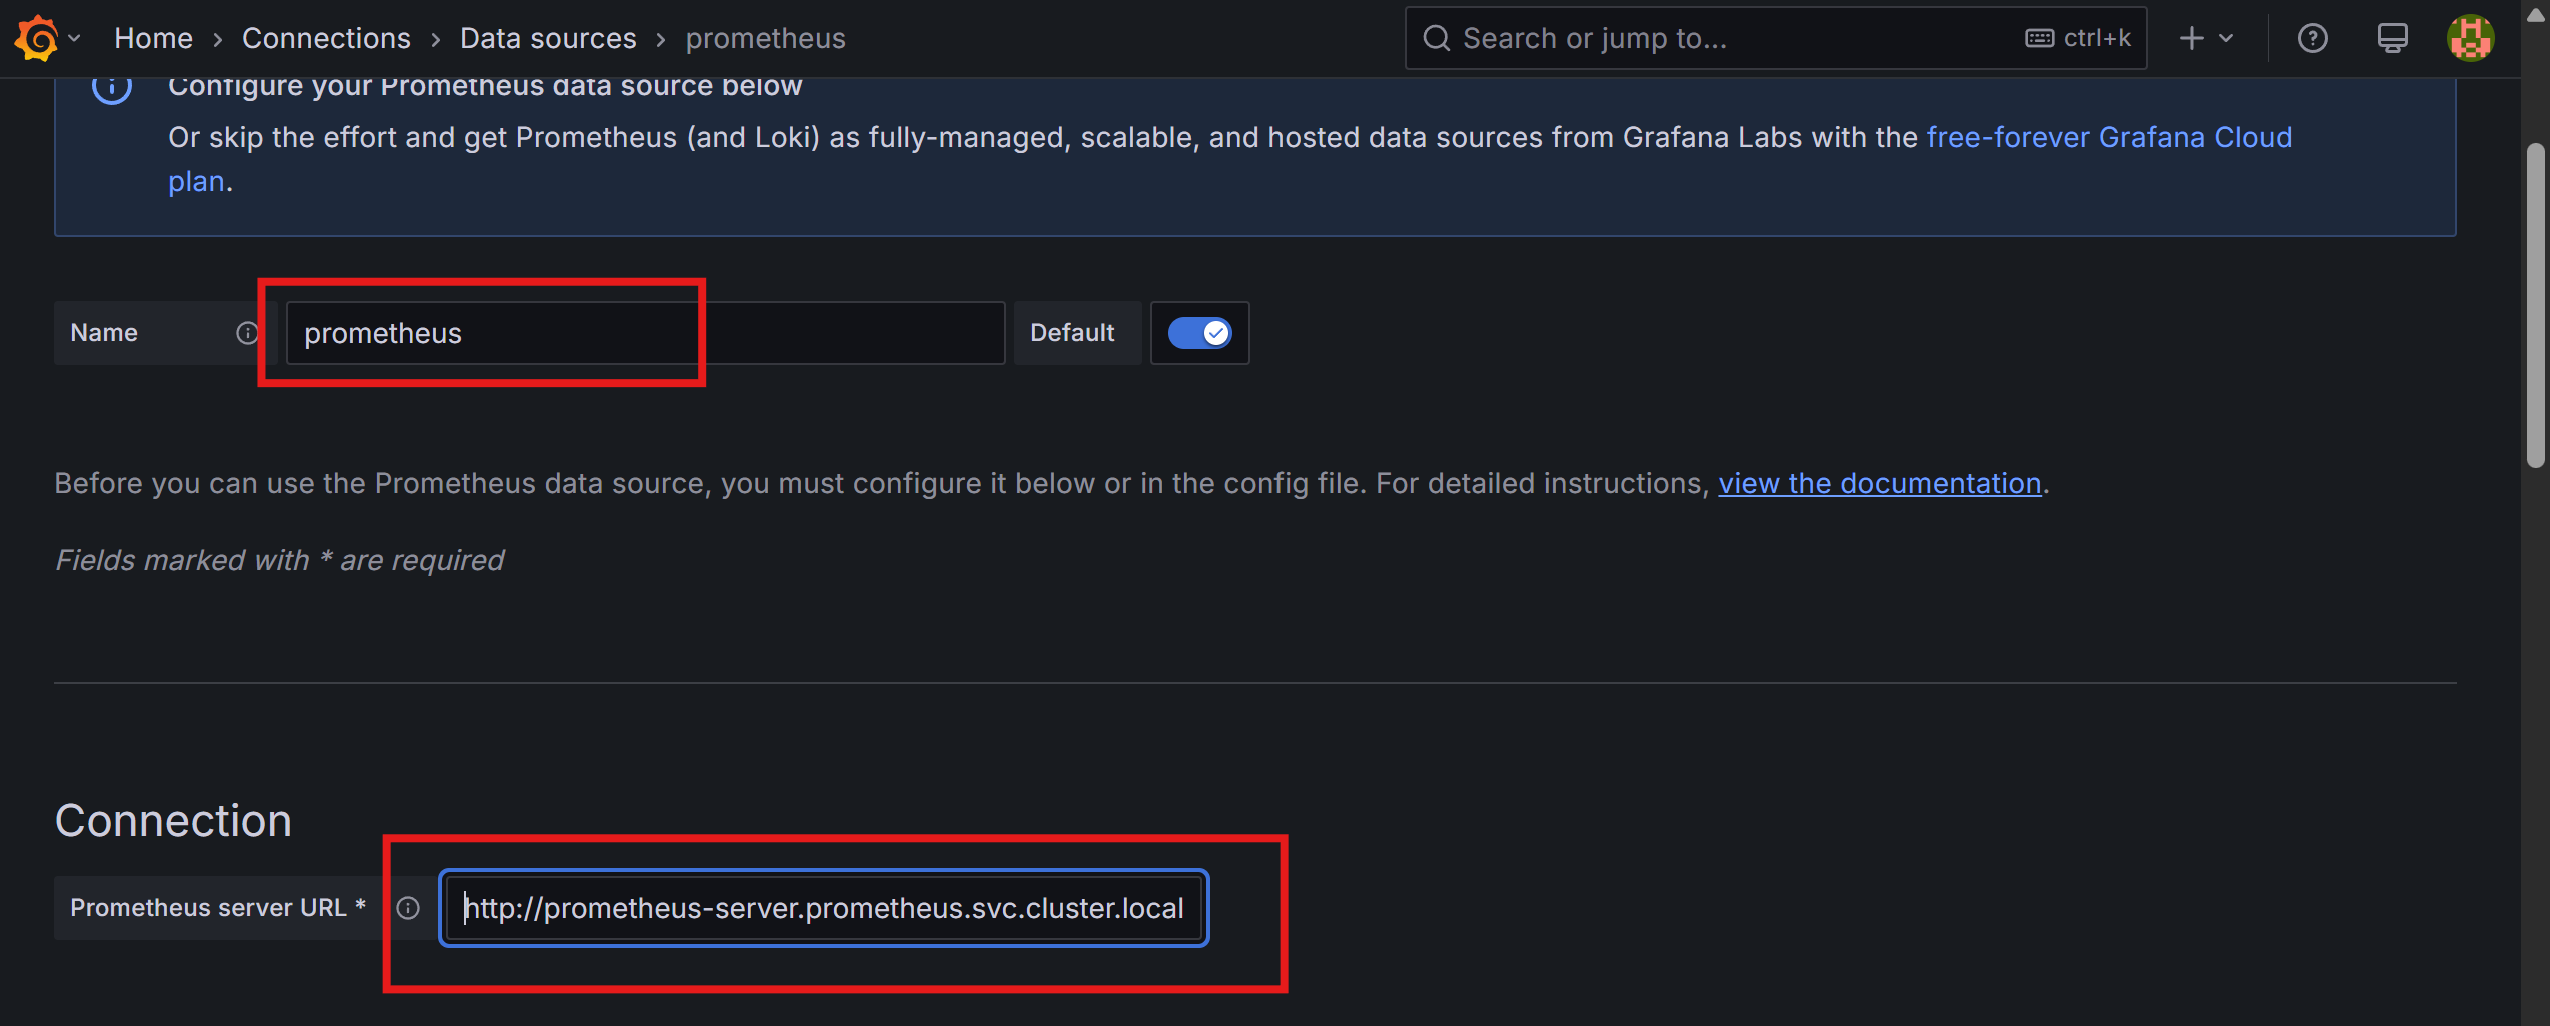 Home › Connections › Data sources › prometheus
Search or jump to... ctrl+k
Configure your Prometheus data source below
Or skip the effort and get Prometheus (and Loki) as fully-managed, scalable, and hosted data sources from Grafana Labs with the free-forever Grafana Cloud
plan.
Name prometheus Default
Before you can use the Prometheus data source, you must configure it below or in the config file. For detailed instructions, view the documentation.
Fields marked with * are required
Connection
Prometheus server URL * http://prometheus-server.prometheus.svc.cluster.local